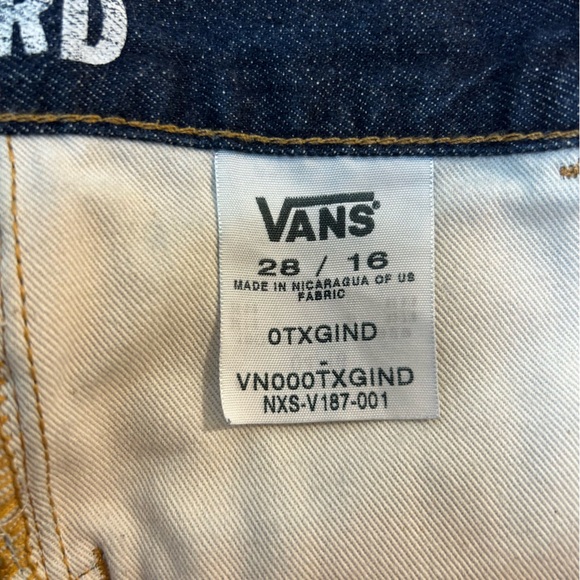 RD
VANS®
28 / 16
MADE IN NICARAGUA OF US
FABRIC
0TXGIND
-
VN000TXGIND
NXS-V187-001